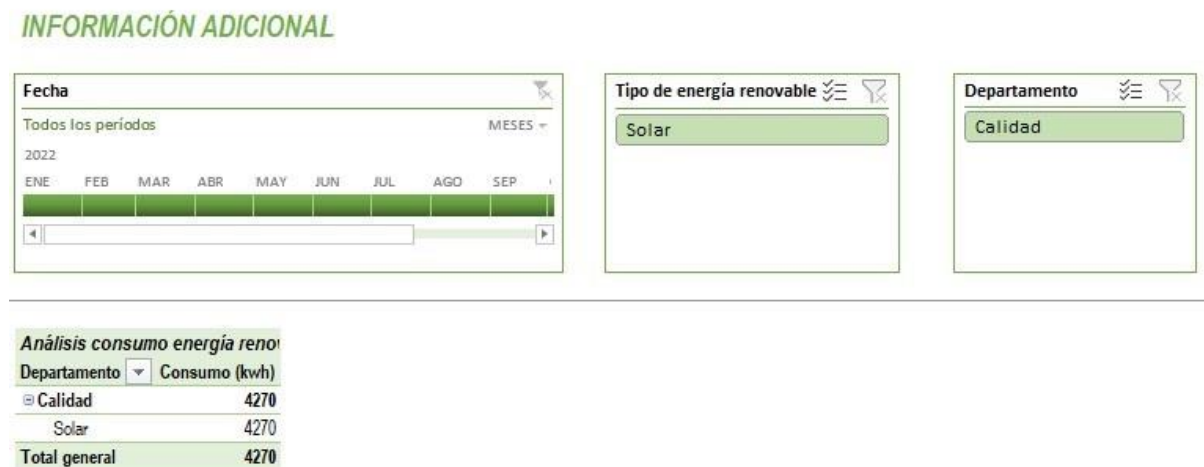 INFORMACIÓN ADICIONAL
Fecha
Todos los períodos
MESES
2022
ENE FEB MAR ABR MAY JUN JUL AGO SEP
Tipo de energía renovable
Solar
Departamento
Calidad
Análisis consumo energía reno
Departamento Consumo (kwh)
Calidad 4270
Solar 4270
Total general 4270